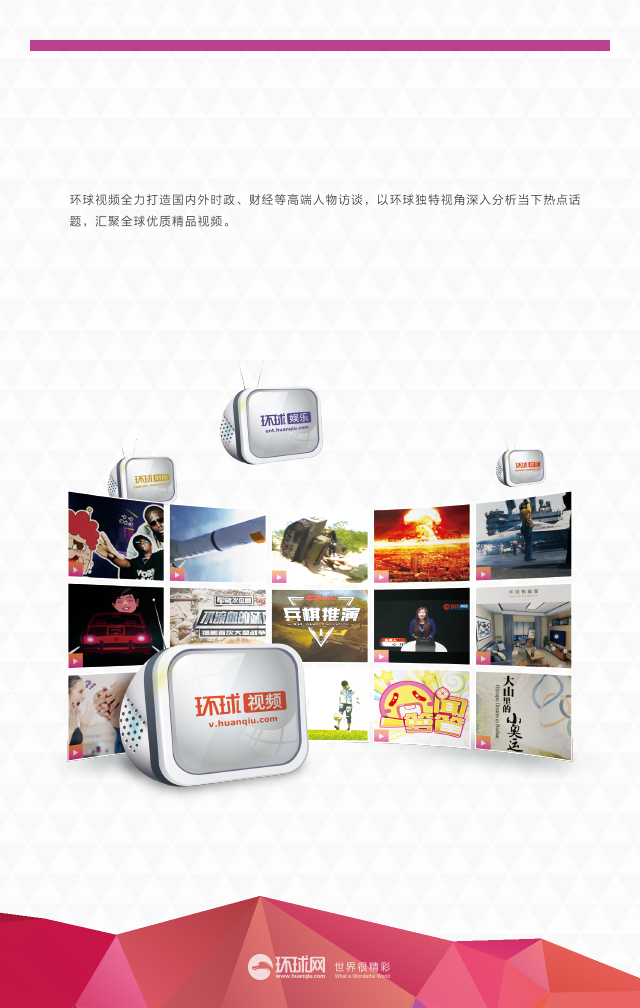 环球视频全力打造国内外时政、财经等高端人物访谈，以环球独特视角深入分析当下热点话
题，汇聚全球优质精品视频。
环球 娱乐
ent.huanqiu.com
环球
环球
兵棋推演
环球 视频
v.huanqiu.com
大山里的
小奥运
环球网
www.huanqiu.com
世界很精彩
What a Wonderful World